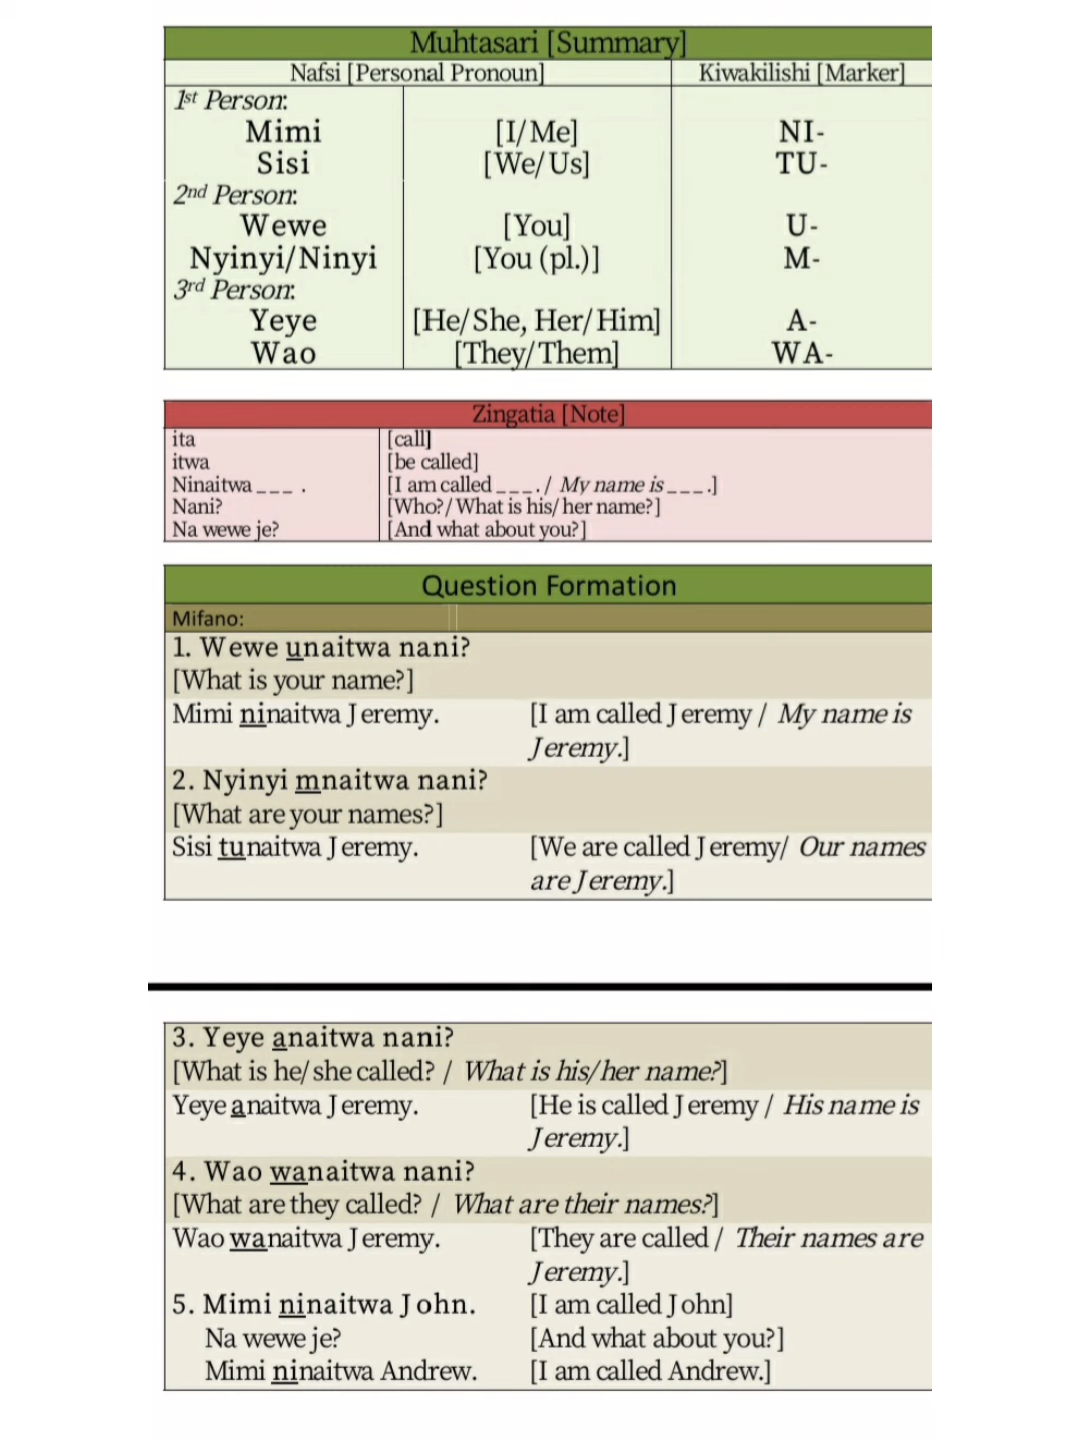 Muhtasari [Summary]
Nafsi [Personal Pronoun] Kiwakilishi [Marker]
1st Person:
Mimi [I/Me] NI-
Sisi [We/Us] TU-
2nd Person:
Wewe [You] U-
Nyinyi/Ninyi [You (pl.)] M-
3rd Person:
Yeye [He/She, Her/Him] A-
Wao [They/Them] WA-
Zingatia [Note]
ita [call]
itwa [be called]
Ninaitwa ___ . [I am called ____. / My name is ____.]
Nani? [Who?/ What is his/her name?]
Na wewe je? [And what about you?]
Question Formation
Mifano:
1. Wewe unaitwa nani?
[What is your name?]
Mimi ninaitwa Jeremy. [I am called Jeremy / My name is
Jeremy.]
2. Nyinyi mnaitwa nani?
[What are your names?]
Sisi tunaitwa Jeremy. [We are called Jeremy/ Our names
are Jeremy.]
3. Yeye anaitwa nani?
[What is he/she called? / What is his/her name?]
Yeye anaitwa Jeremy. [He is called Jeremy / His name is
Jeremy.]
4. Wao wanaitwa nani?
[What are they called? / What are their names?]
Wao wanaitwa Jeremy. [They are called / Their names are
Jeremy.]
5. Mimi ninaitwa John. [I am called John]
Na wewe je? [And what about you?]
Mimi ninaitwa Andrew. [I am called Andrew.]